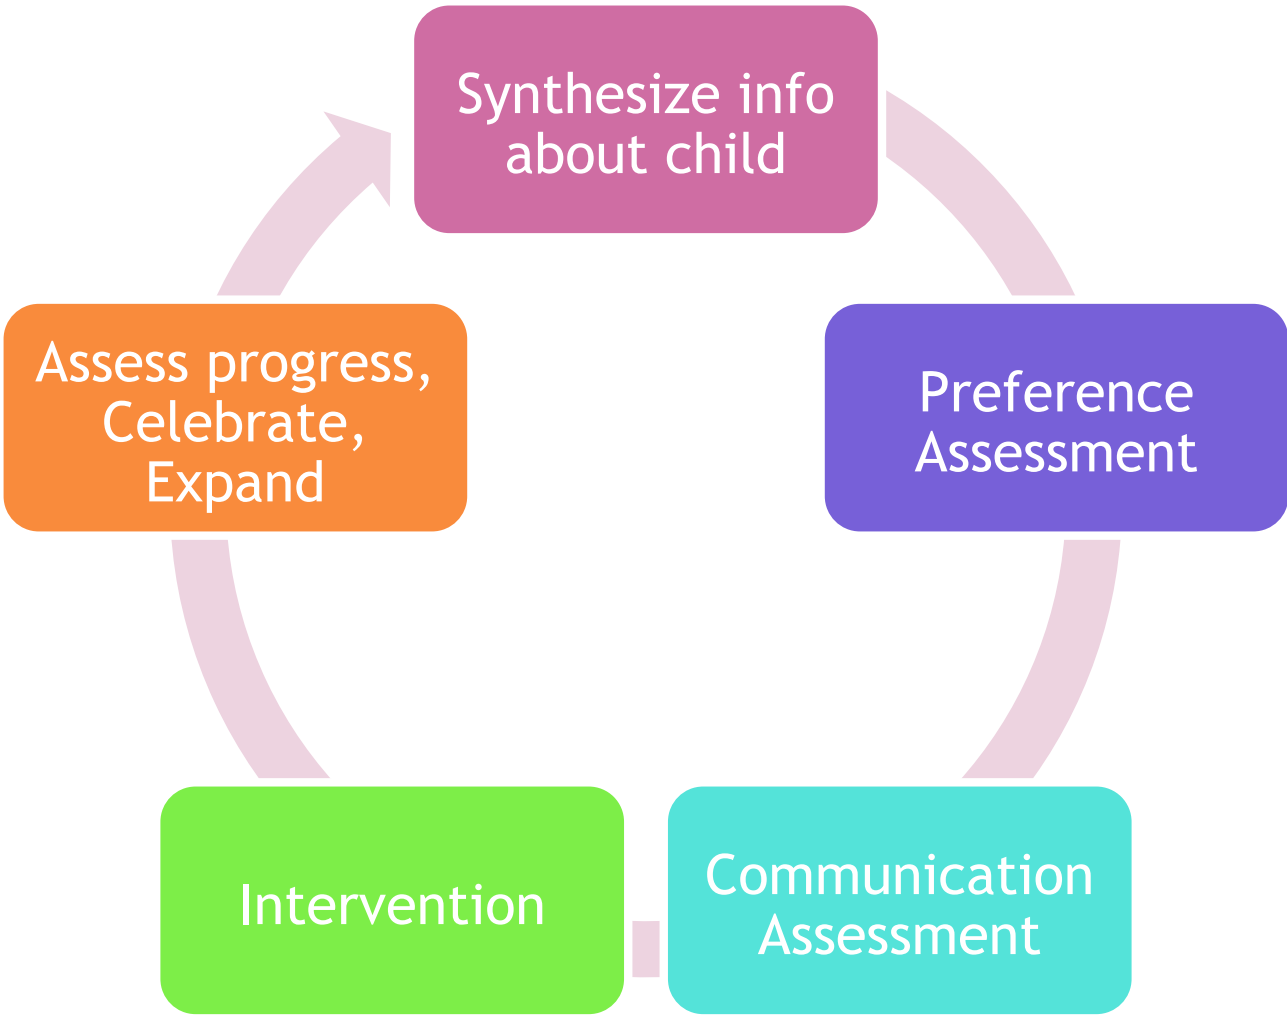 Synthesize info
about child
Preference
Assessment
Communication
Assessment
Intervention
Assess progress,
Celebrate,
Expand